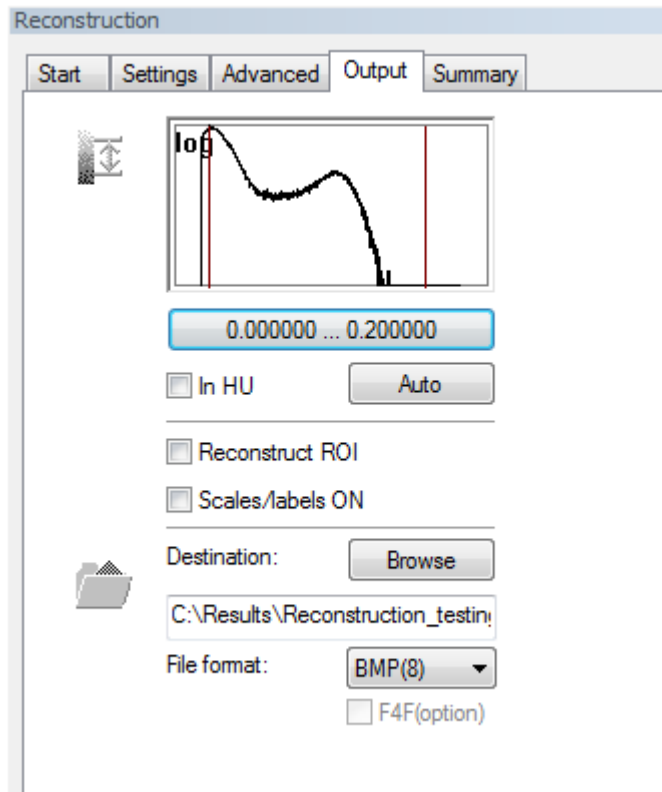 Reconstruction
Start Settings Advanced Output Summary
log
0.000000 ... 0.200000
In HU Auto
Reconstruct ROI
Scales/labels ON
Destination: Browse
C:\Results\Reconstruction_testing
File format: BMP(8)
F4F(option)